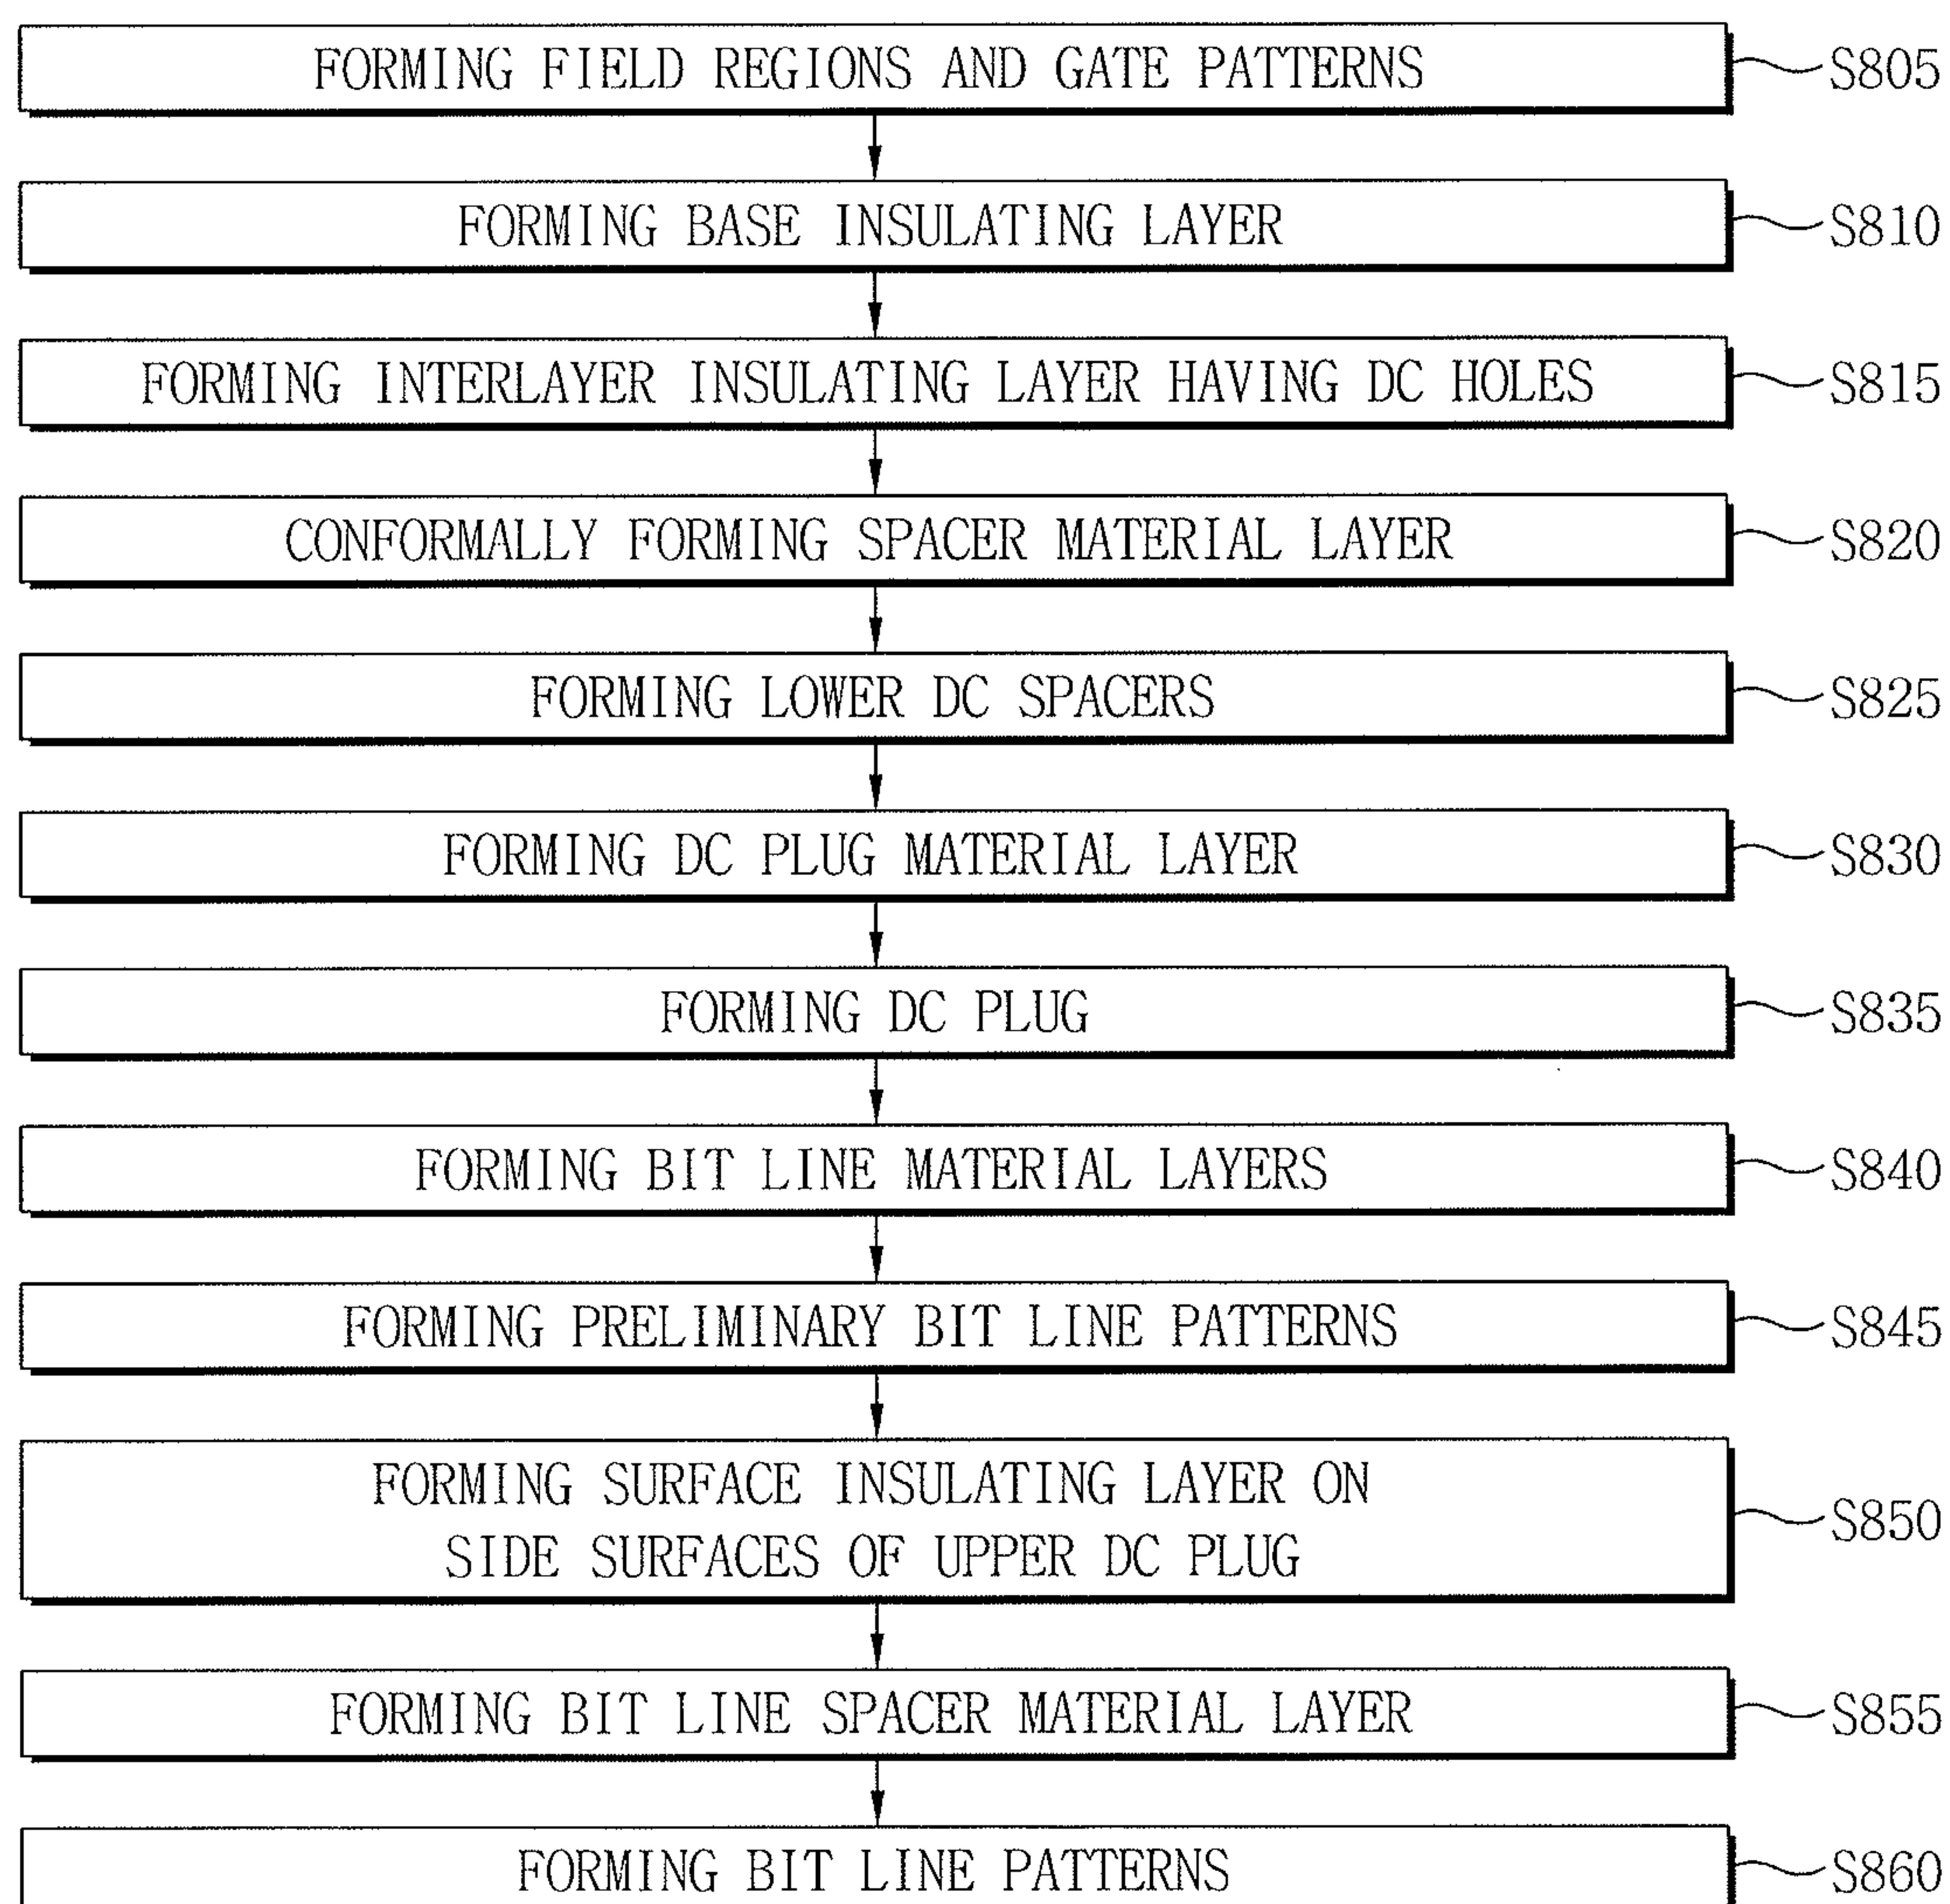 FORMING FIELD REGIONS AND GATE PATTERNS S805
FORMING BASE INSULATING LAYER S810
FORMING INTERLAYER INSULATING LAYER HAVING DC HOLES S815
CONFORMALLY FORMING SPACER MATERIAL LAYER S820
FORMING LOWER DC SPACERS S825
FORMING DC PLUG MATERIAL LAYER S830
FORMING DC PLUG S835
FORMING BIT LINE MATERIAL LAYERS S840
FORMING PRELIMINARY BIT LINE PATTERNS S845
FORMING SURFACE INSULATING LAYER ON
SIDE SURFACES OF UPPER DC PLUG
S850
FORMING BIT LINE SPACER MATERIAL LAYER S855
FORMING BIT LINE PATTERNS S860